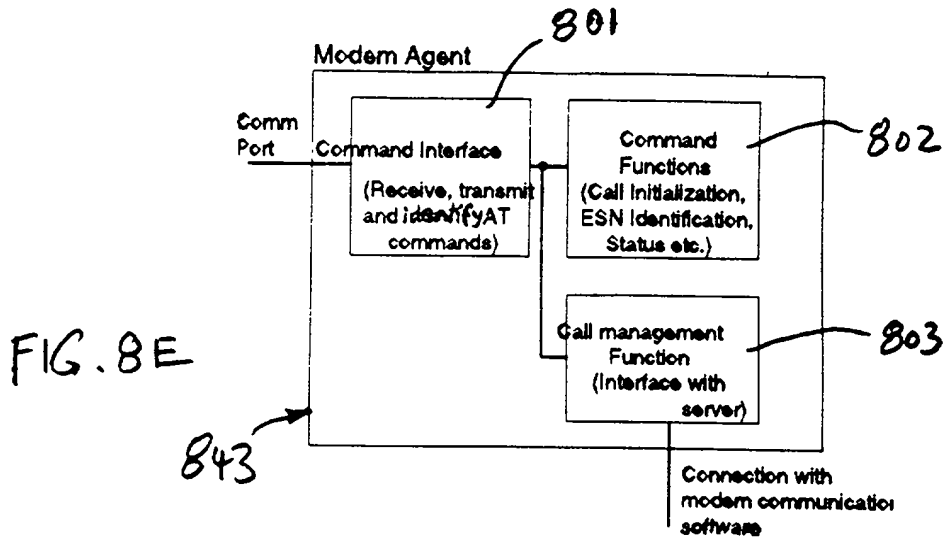 801
Modem Agent
Comm
Port
Command Interface
(Receive, transmit
and identify AT
commands)
Command
Functions
(Call Initialization,
ESN Identification,
Status etc.)
802
Call management
Function
(Interface with
server)
803
FIG. 8E
843
Connection with
modem communication
software